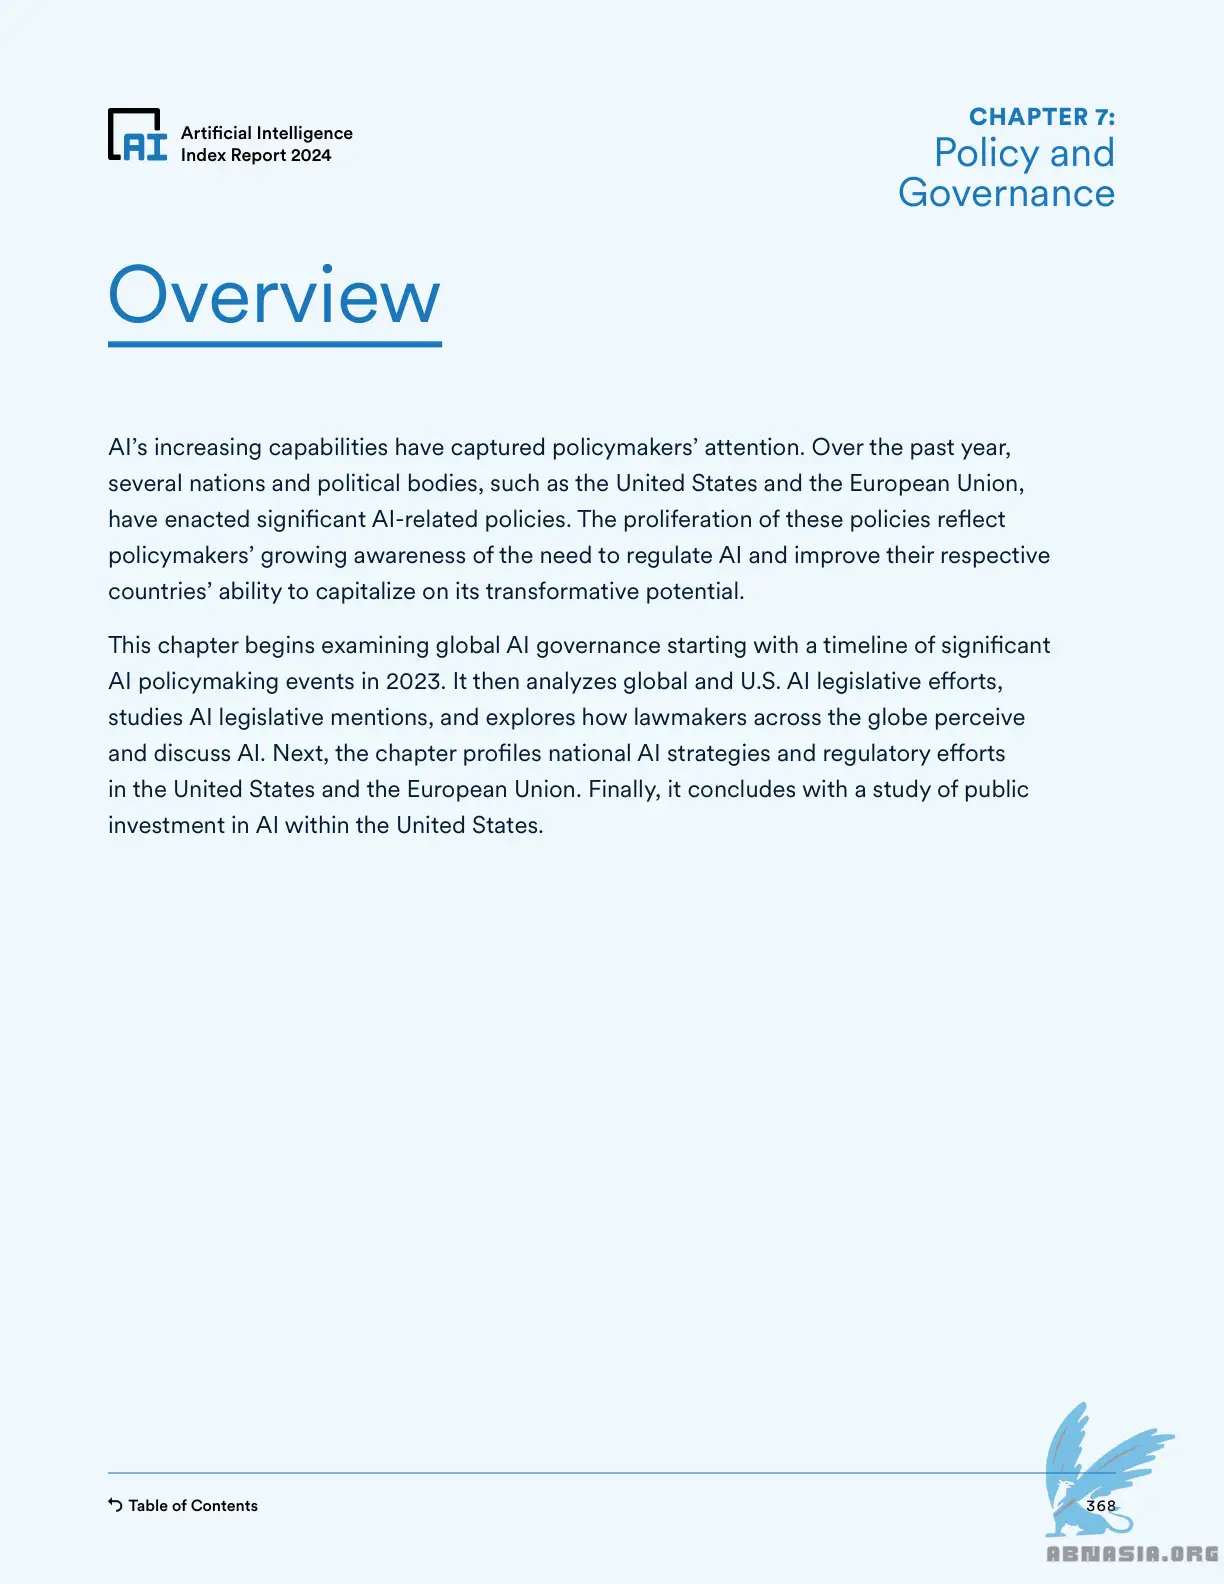 AI
Artificial Intelligence
Index Report 2024
CHAPTER 7:
Policy and
Governance
Overview
AI’s increasing capabilities have captured policymakers’ attention. Over the past year,
several nations and political bodies, such as the United States and the European Union,
have enacted significant AI-related policies. The proliferation of these policies reflect
policymakers’ growing awareness of the need to regulate AI and improve their respective
countries’ ability to capitalize on its transformative potential.
This chapter begins examining global AI governance starting with a timeline of significant
AI policymaking events in 2023. It then analyzes global and U.S. AI legislative efforts,
studies AI legislative mentions, and explores how lawmakers across the globe perceive
and discuss AI. Next, the chapter profiles national AI strategies and regulatory efforts
in the United States and the European Union. Finally, it concludes with a study of public
investment in AI within the United States.
Table of Contents
368
ABNASIA.ORG